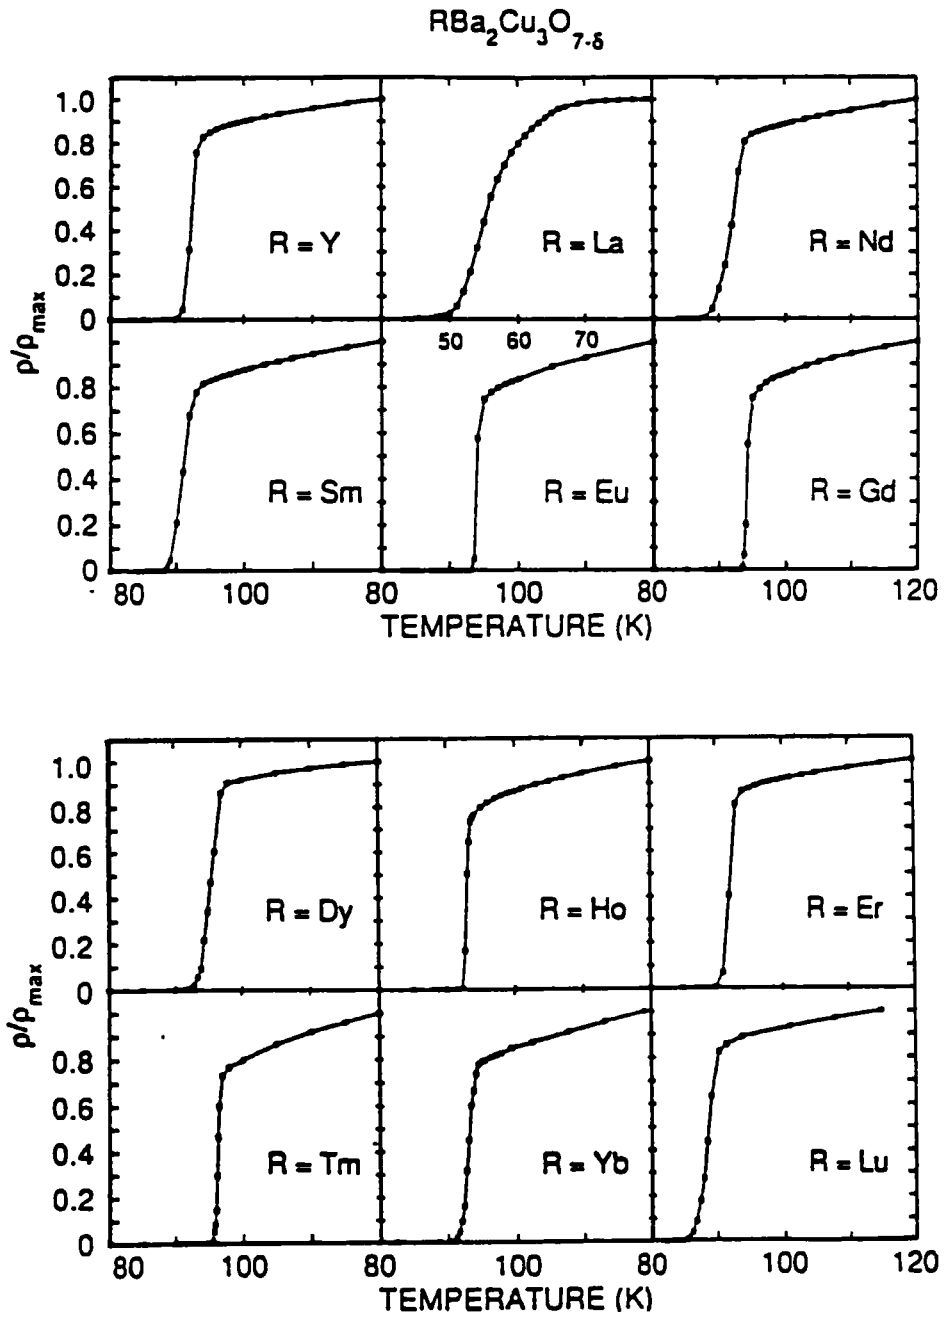 RBa₂Cu₃O₇₋δ
ρ/ρmax
1.0
0.8
0.6
0.4
0.2
0
R = Y
R = La
R = Nd
50 60 70
0.8
0.6
0.4
0.2
0
R = Sm
R = Eu
R = Gd
80 100 80 100 80 100 120
TEMPERATURE (K)
ρ/ρmax
1.0
0.8
0.6
0.4
0.2
0
R = Dy
R = Ho
R = Er
0.8
0.6
0.4
0.2
0
R = Tm
R = Yb
R = Lu
80 100 80 100 80 100 120
TEMPERATURE (K)